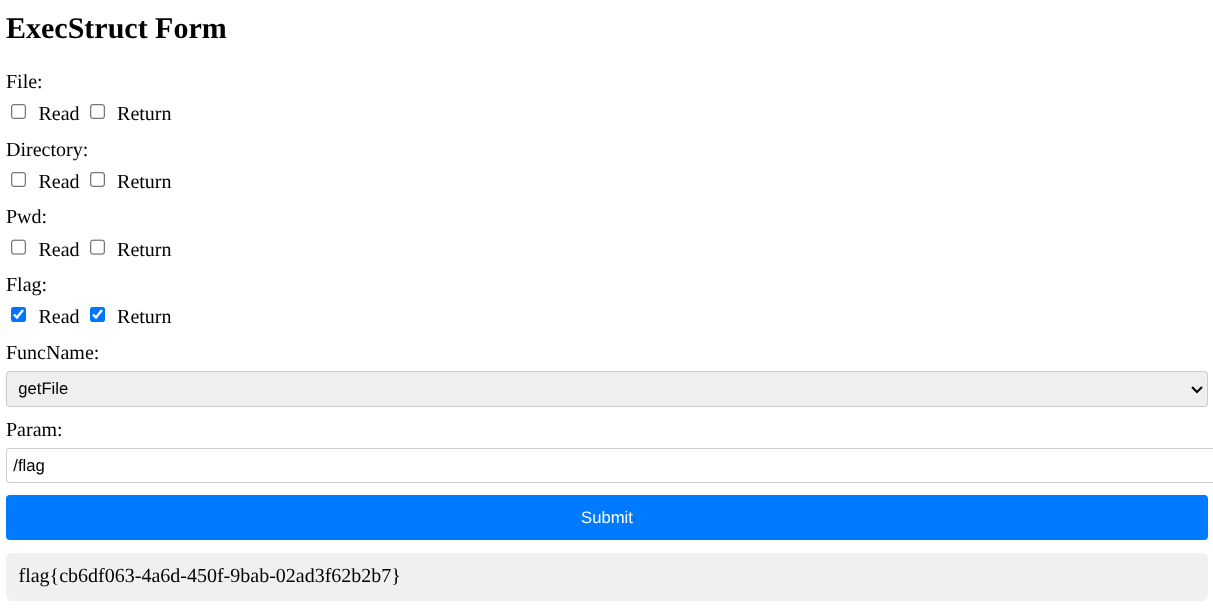 ExecStruct Form
File:
Read Return
Directory:
Read Return
Pwd:
Read Return
Flag:
Read Return
FuncName:
getFile
Param:
/flag
Submit
flag{cb6df063-4a6d-450f-9bab-02ad3f62b2b7}